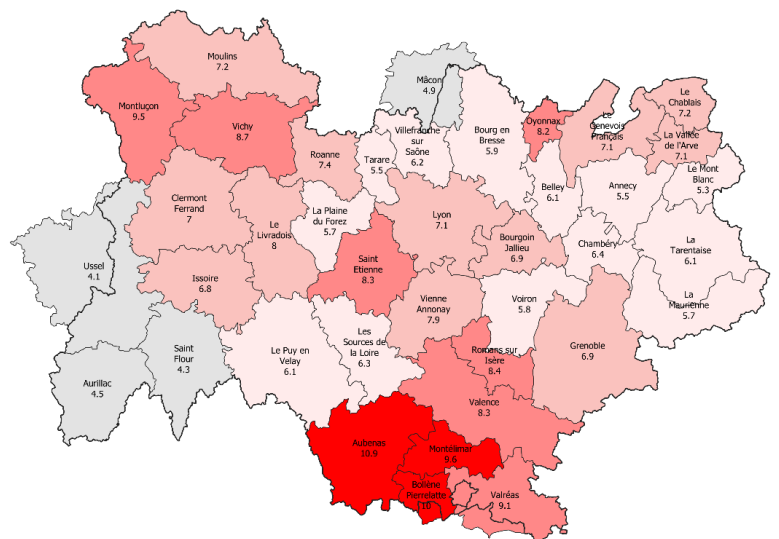 Moulins
7.2
Mâcon
4.9
Montluçon
9.5
Vichy
8.7
Roanne
7.4
Tarare
5.5
Villefranche
sur
Saône
6.2
Bourg en
Bresse
5.9
Oyonnax
8.2
Le
Genevois
Français
7.1
Le
Chablais
7.2
La Vallée
de l'Arve
7.1
Le Mont
Blanc
5.3
Clermont
Ferrand
7
Le
Livradois
8
La Plaine
du Forez
5.7
Lyon
7.1
Bourgoin
Jallieu
6.9
Belley
6.1
Annecy
5.5
Chambéry
6.4
La
Tarentaise
6.1
Ussel
4.1
Issoire
6.8
Saint
Etienne
8.3
Vienne
Annonay
7.9
Voiron
5.8
La
Maurienne
5.7
Saint
Flour
4.3
Aurillac
4.5
Le Puy en
Velay
6.1
Les
Sources de
la Loire
6.3
Romans sur
Isère
8.4
Grenoble
6.9
Valence
8.3
Aubenas
10.9
Montélimar
9.6
Bollène
Pierrelatte
10
Valréas
9.1